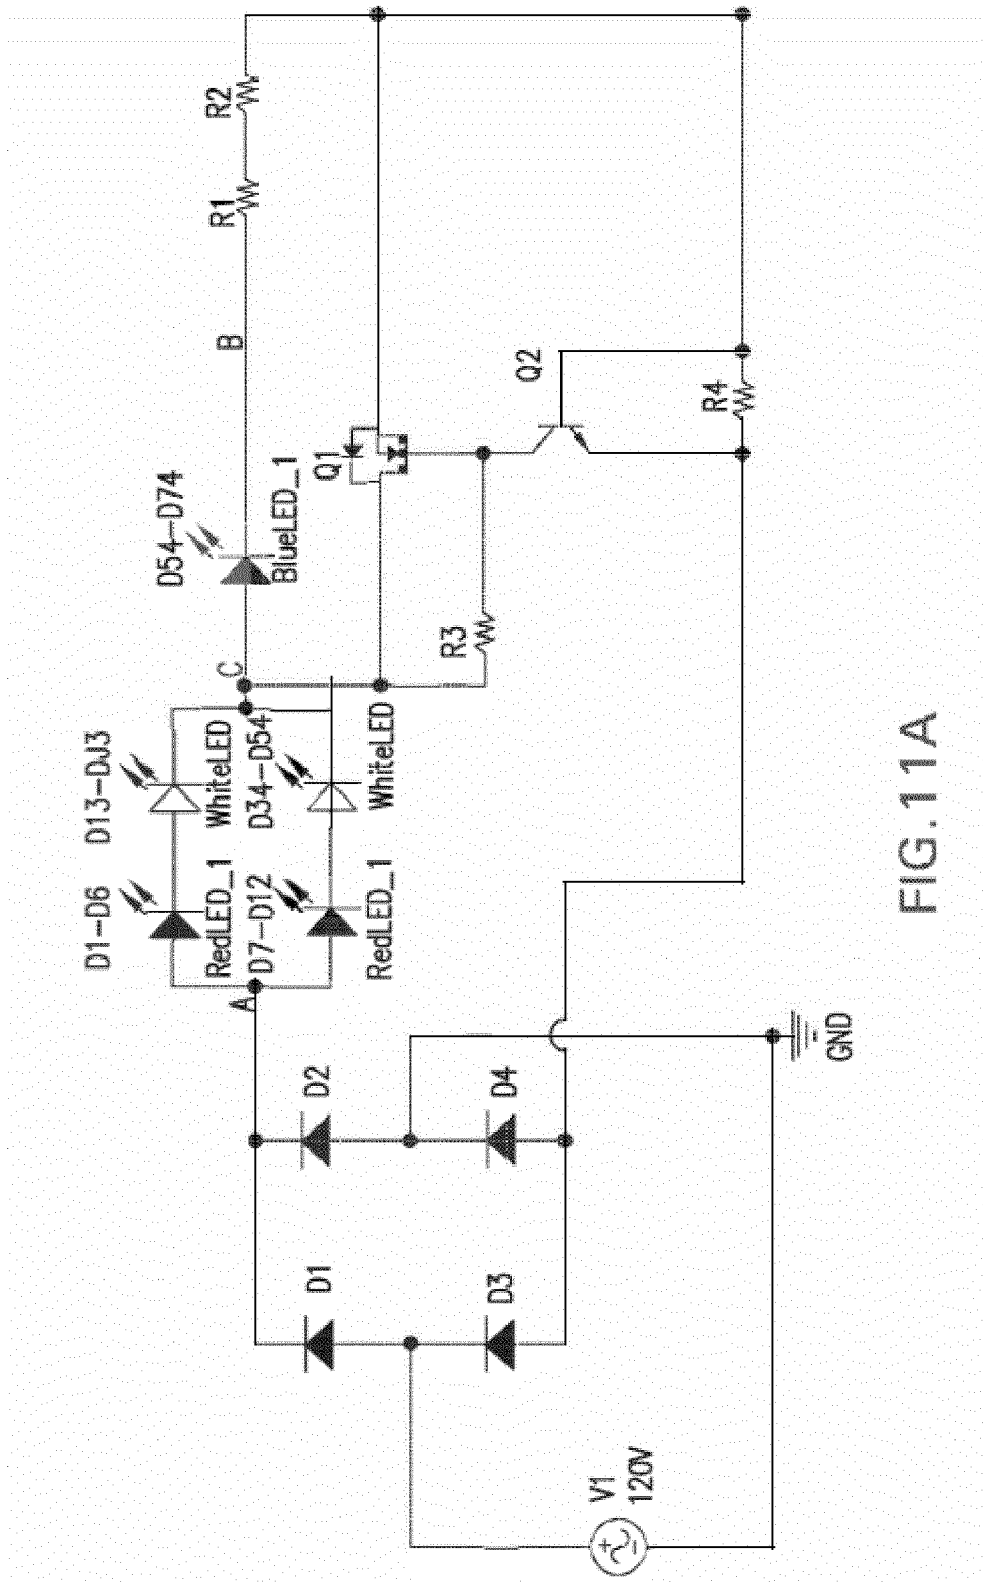 D54-D74
BlueLED_1
B
R1
R2
C
D13-DJ3
WhiteLED
D1-D6
RedLED_1
D34-D54
WhiteLED
D7-D12
RedLED_1
A
Q1
R3
Q2
R4
D1
D2
D3
D4
V1
120V
+
-
GND
FIG.11A